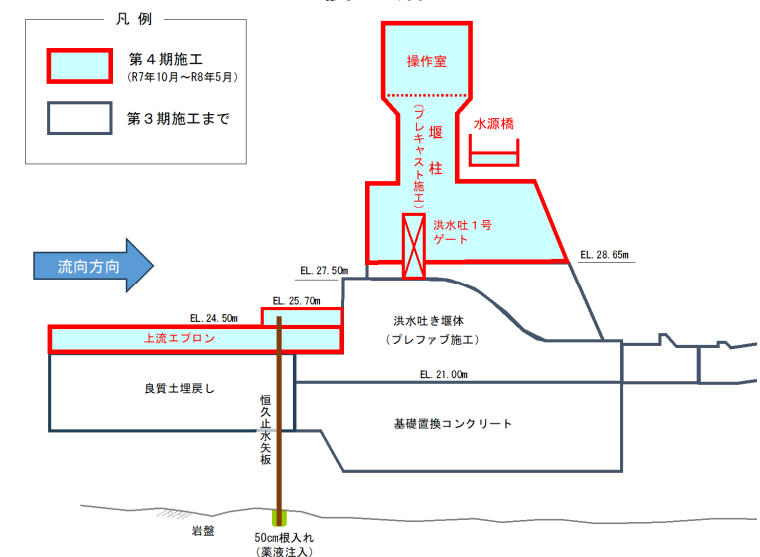 凡 例
第４期施工
(R7年10月～R8年5月)
第３期施工まで
操作室
堰柱
（プレキャスト施工）
水源橋
洪水吐１号
ゲート
流向方向
EL. 28.65m
EL. 27.50m
EL. 25.70m
EL. 24.50m
上流エプロン
洪水吐き堰体
（プレファブ施工）
EL. 21.00m
良質土埋戻し
恒久止水矢板
基礎置換コンクリート
岩盤
50cm根入れ
（薬液注入）